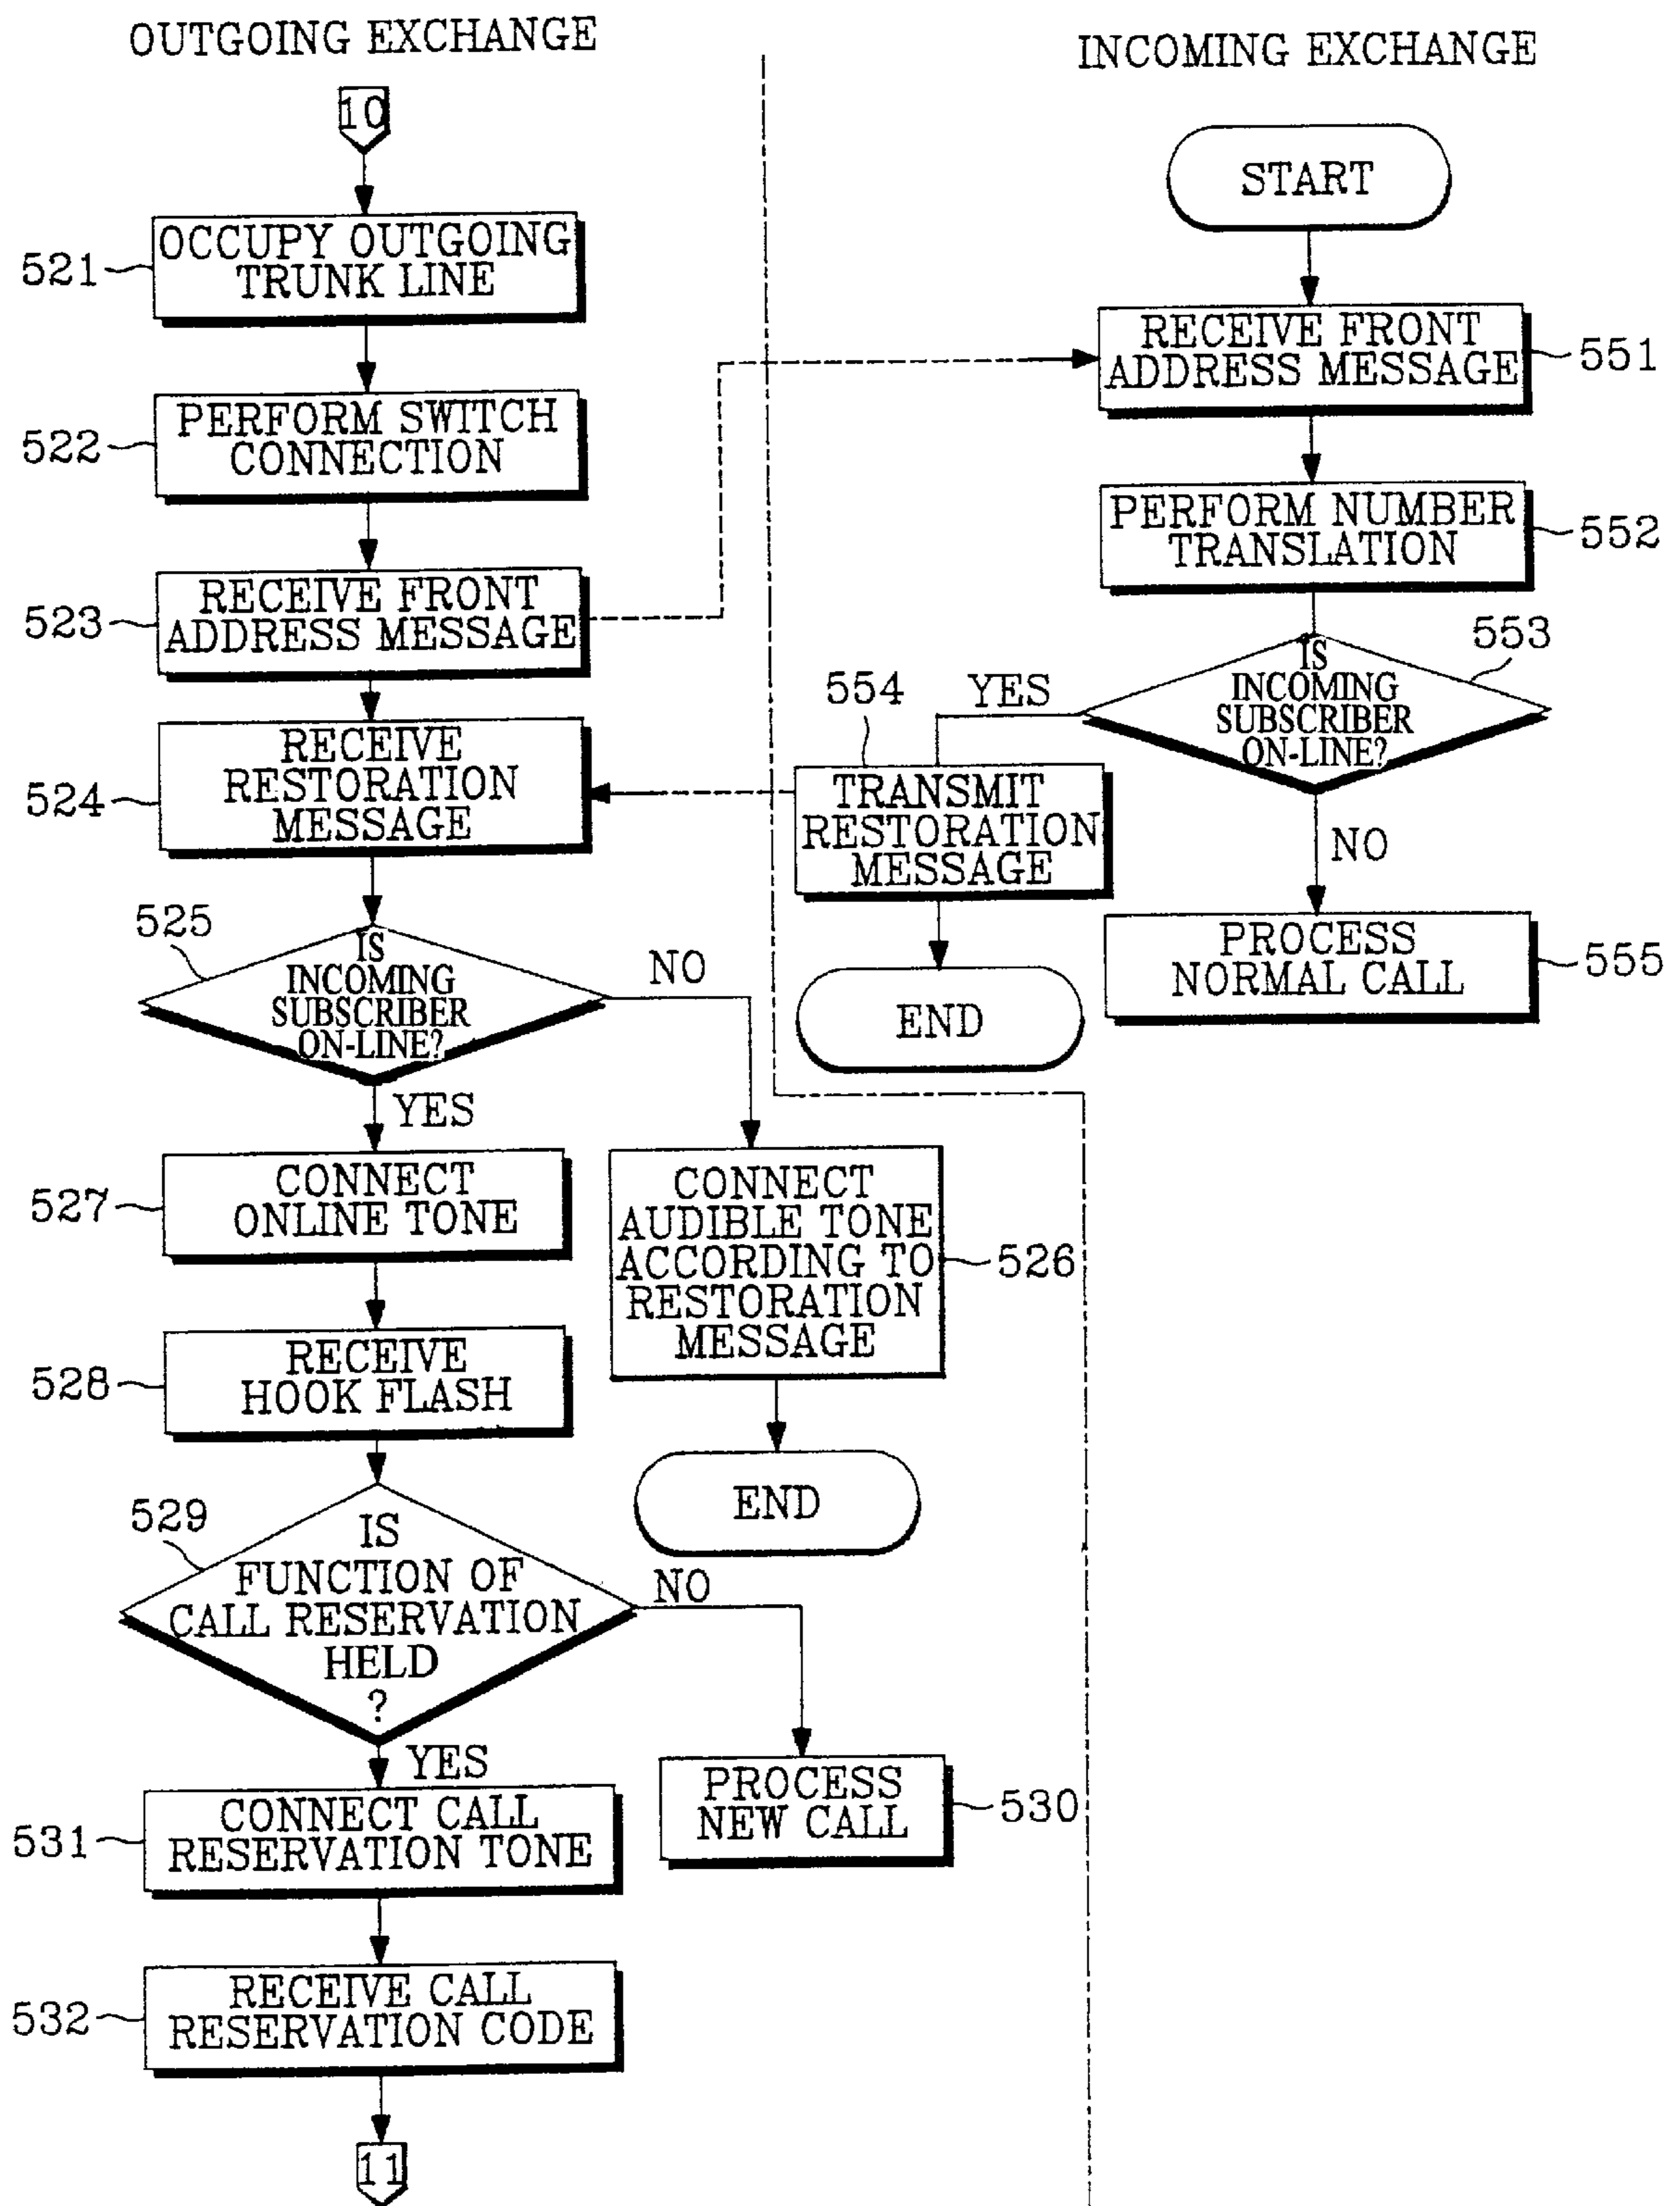 OUTGOING EXCHANGE
10
521
OCCUPY OUTGOING
TRUNK LINE
522
PERFORM SWITCH
CONNECTION
523
RECEIVE FRONT
ADDRESS MESSAGE
524
RECEIVE
RESTORATION
MESSAGE
525
IS
INCOMING
SUBSCRIBER
ON-LINE?
NO
YES
527
CONNECT
ONLINE TONE
CONNECT
AUDIBLE TONE
ACCORDING TO
RESTORATION
MESSAGE
526
END
528
RECEIVE
HOOK FLASH
529
IS
FUNCTION OF
CALL RESERVATION
HELD
?
NO
YES
PROCESS
NEW CALL
530
531
CONNECT CALL
RESERVATION TONE
532
RECEIVE CALL
RESERVATION CODE
11
INCOMING EXCHANGE
START
RECEIVE FRONT
ADDRESS MESSAGE
551
PERFORM NUMBER
TRANSLATION
552
553
IS
INCOMING
SUBSCRIBER
ON-LINE?
YES
554
TRANSMIT
RESTORATION
MESSAGE
END
NO
PROCESS
NORMAL CALL
555